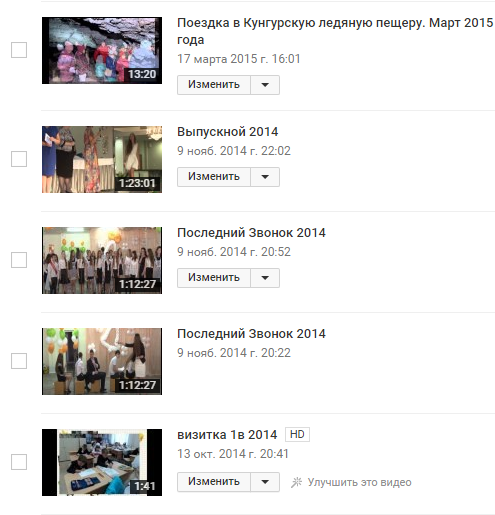 Поездка в Кунгурскую ледяную пещеру. Март 2015
года
17 марта 2015 г. 16:01
13:20
Изменить
Выпускной 2014
9 нояб. 2014 г. 22:02
Изменить
1:23:01
Последний Звонок 2014
9 нояб. 2014 г. 20:52
Изменить
1:12:27
Последний Звонок 2014
9 нояб. 2014 г. 20:22
1:12:27
визитка 1в 2014 HD
13 окт. 2014 г. 20:41
Изменить Улучшить это видео
1:41